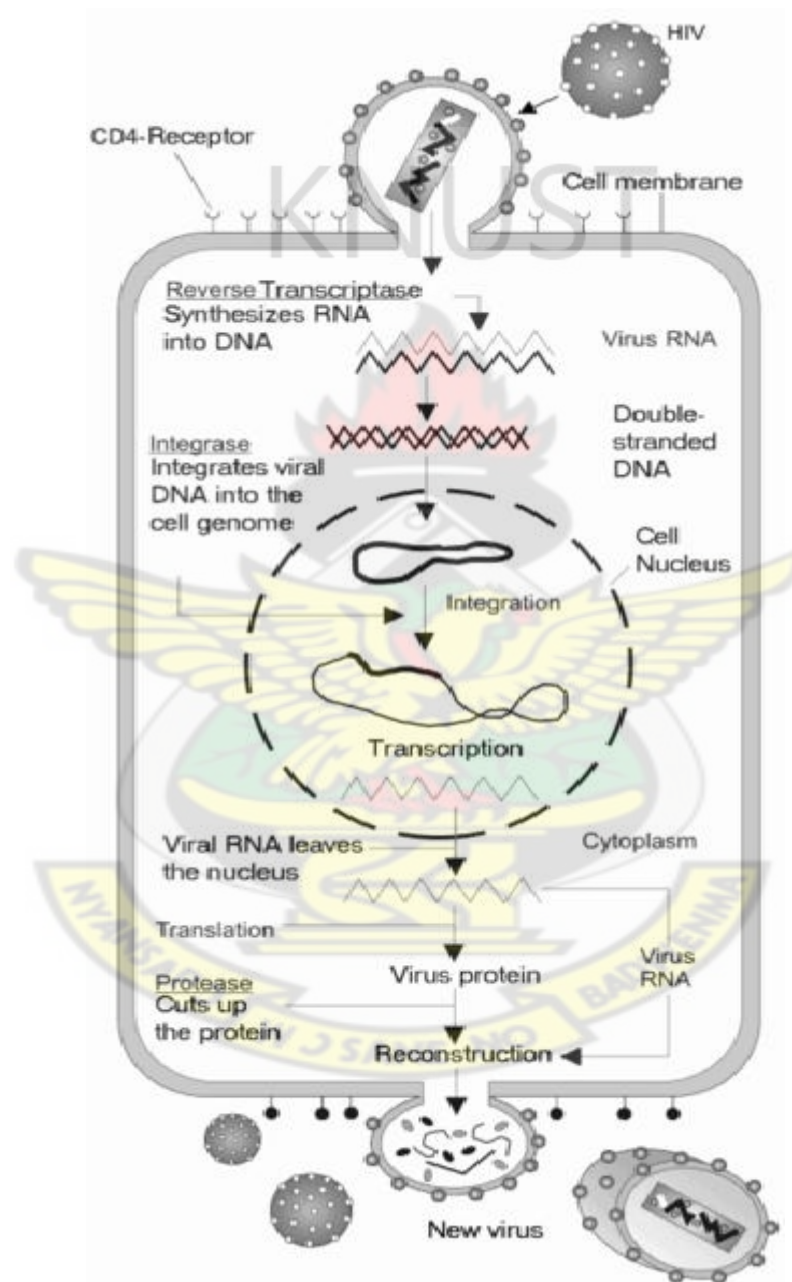 HIV
CD4-Receptor
Cell membrane
KNUST
Reverse Transcriptase
Synthesizes RNA
into DNA
Virus RNA
Double-
stranded
DNA
Integrase
Integrates viral
DNA into the
cell genome
Cell
Nucleus
Integration
Transcription
Viral RNA leaves
the nucleus
Cytoplasm
Translation
Virus protein
Virus
RNA
Protease
Cuts up
the protein
Reconstruction
New virus